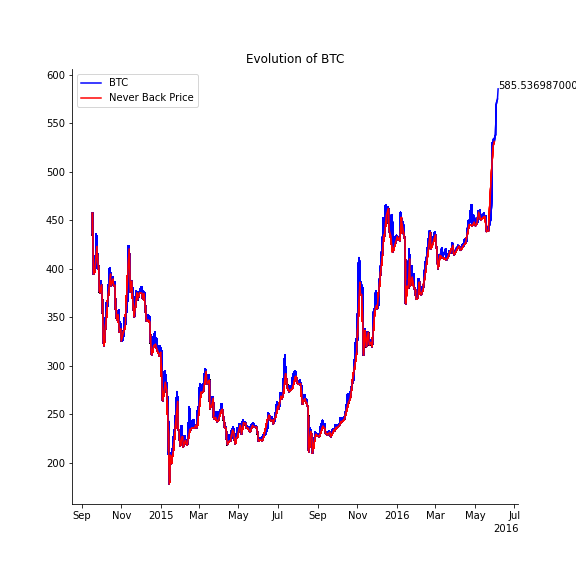 Evolution of BTC
BTC
Never Back Price
585.536987000
600
550
500
450
400
350
300
250
200
Sep Nov 2015 Mar May Jul Sep Nov 2016 Mar May Jul
2016